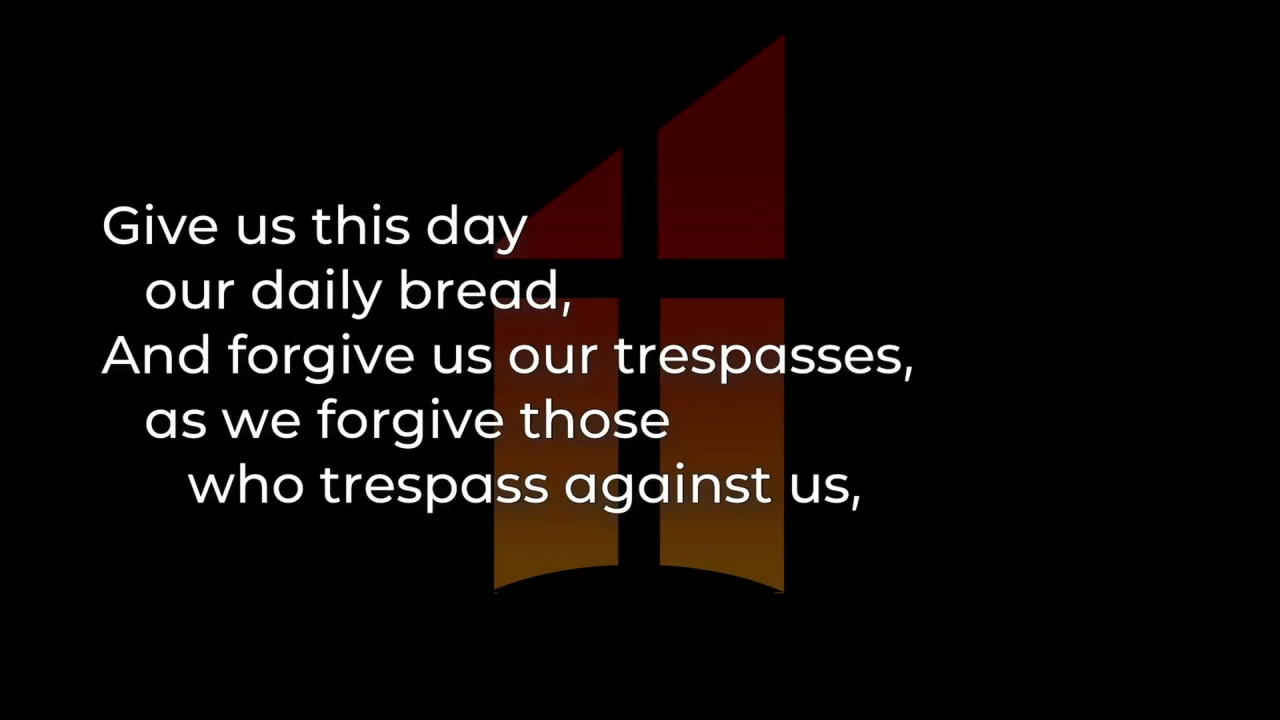 Give us this day
our daily bread,
And forgive us our trespasses,
as we forgive those
who trespass against us,